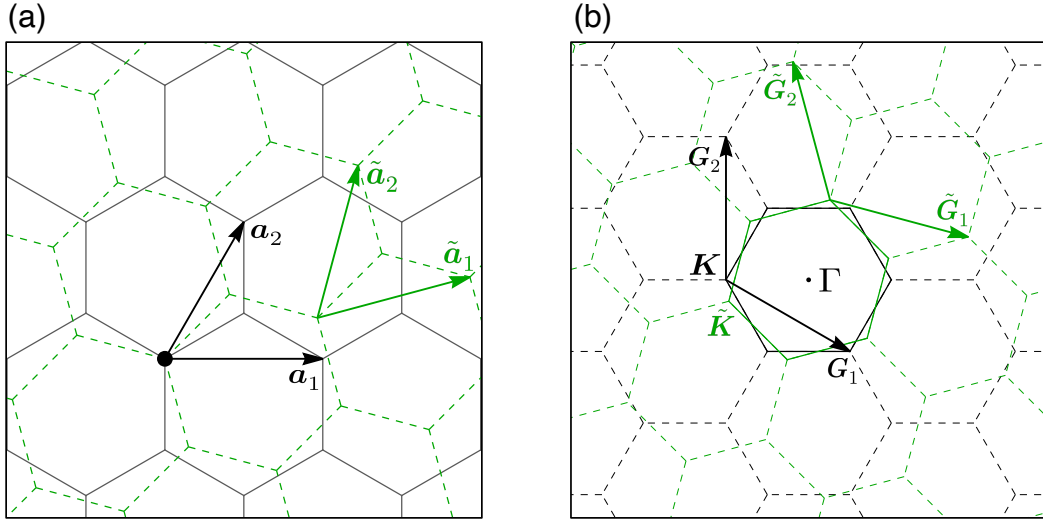 (a)
ã₂
a₂
ã₁
a₁
(b)
G̃₂
G₂
G̃₁
K
Γ
K̃
G₁